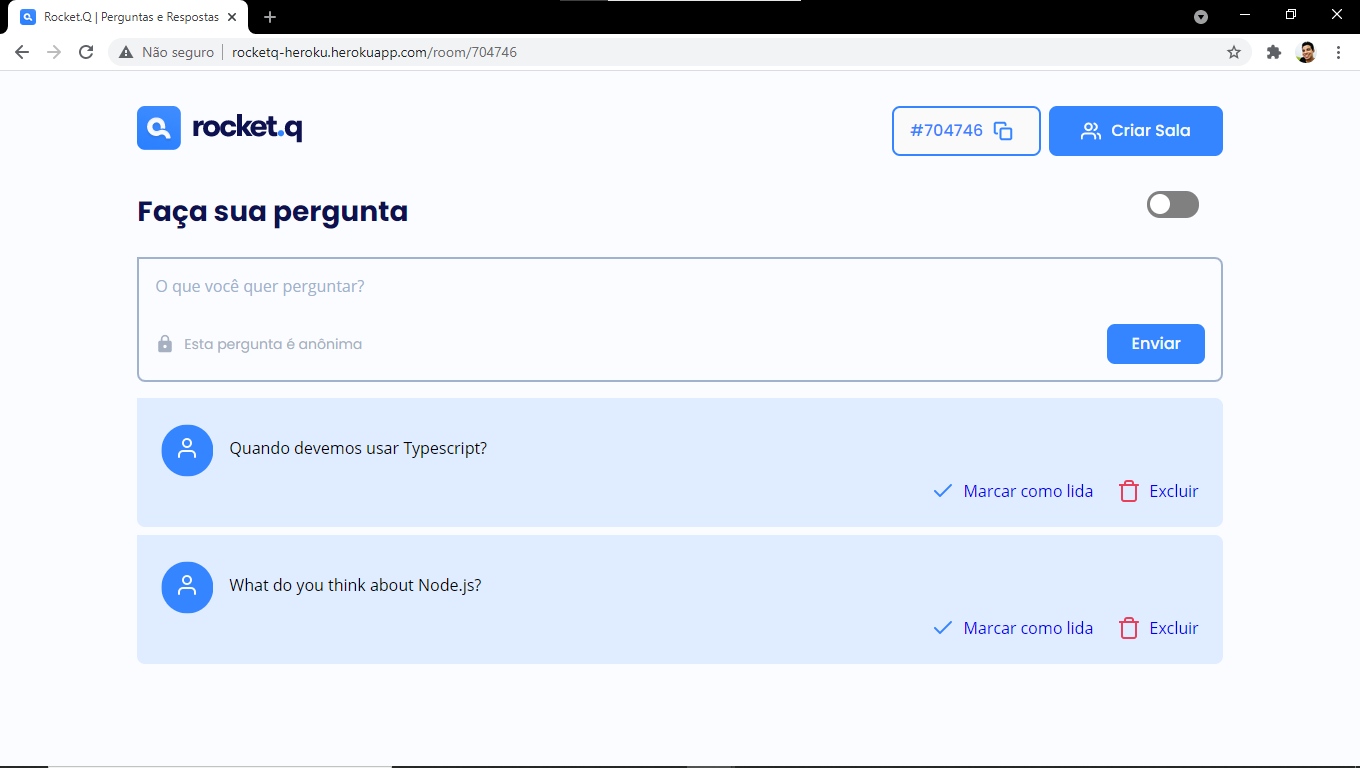 Rocket.Q | Perguntas e Respostas
Não seguro
rocketq-heroku.herokuapp.com/room/704746
rocket.q
#704746
Criar Sala
Faça sua pergunta
O que você quer perguntar?
Esta pergunta é anônima
Enviar
Quando devemos usar Typescript?
Marcar como lida
Excluir
What do you think about Node.js?
Marcar como lida
Excluir